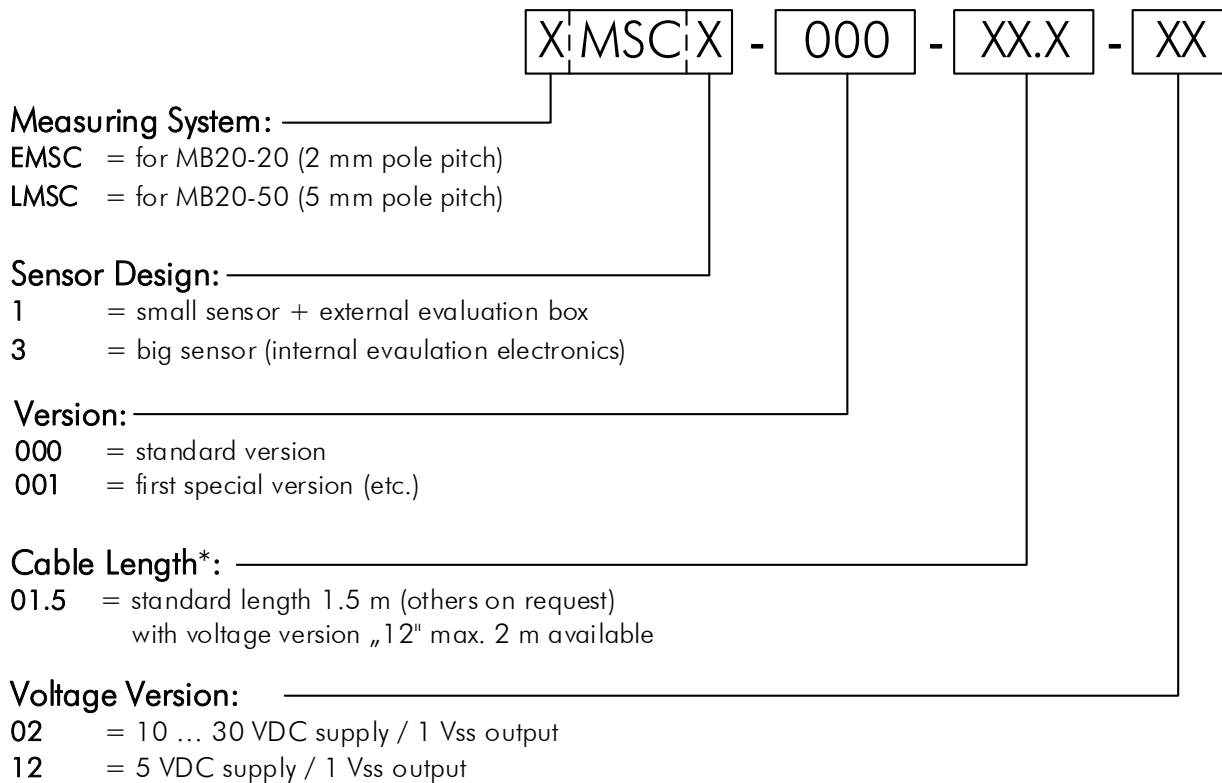 XMSCX - 000 - XX.X - XX
Measuring System:
EMSC = for MB20-20 (2 mm pole pitch)
LMSC = for MB20-50 (5 mm pole pitch)
Sensor Design:
1 = small sensor + external evaluation box
3 = big sensor (internal evaulation electronics)
Version:
000 = standard version
001 = first special version (etc.)
Cable Length*:
01.5 = standard length 1.5 m (others on request)
with voltage version „12" max. 2 m available
Voltage Version:
02 = 10 ... 30 VDC supply / 1 Vss output
12 = 5 VDC supply / 1 Vss output